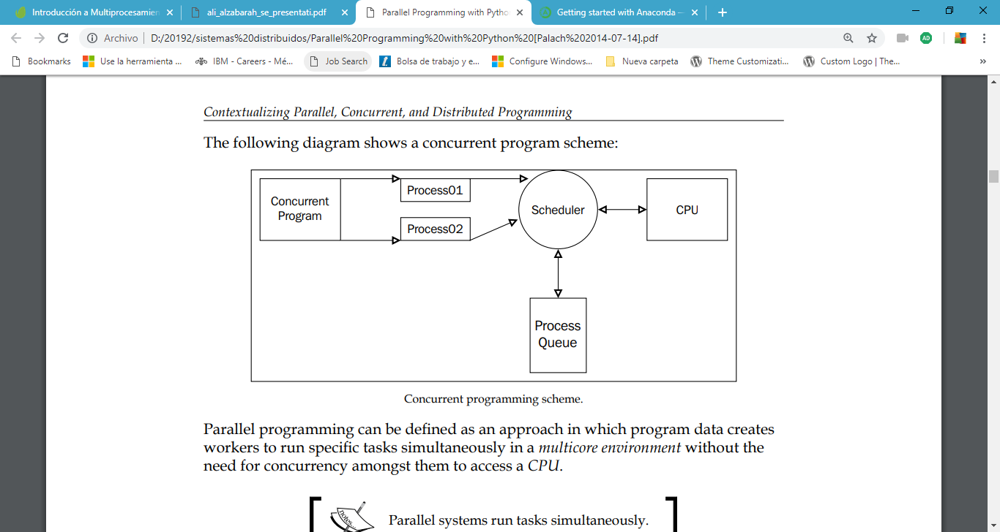 Introducción a Multiprocesamien
ali_alzabarah_se_presentati.pdf
Parallel Programming with Pytho
Getting started with Anaconda —
Archivo
D:/20192/sistemas%20distribuidos/Parallel%20Programming%20with%20Python%20[Palach%202014-07-14].pdf
AD
Bookmarks
Use la herramienta ...
IBM - Careers - Mé...
Job Search
Bolsa de trabajo y e...
Configure Windows...
Nueva carpeta
Theme Customizati...
Custom Logo | The...
»
Contextualizing Parallel, Concurrent, and Distributed Programming
The following diagram shows a concurrent program scheme:
Concurrent
Program
Process01
Process02
Scheduler
CPU
Process
Queue
Concurrent programming scheme.
Parallel programming can be defined as an approach in which program data creates
workers to run specific tasks simultaneously in a multicore environment without the
need for concurrency amongst them to access a CPU.
notes..
Parallel systems run tasks simultaneously.